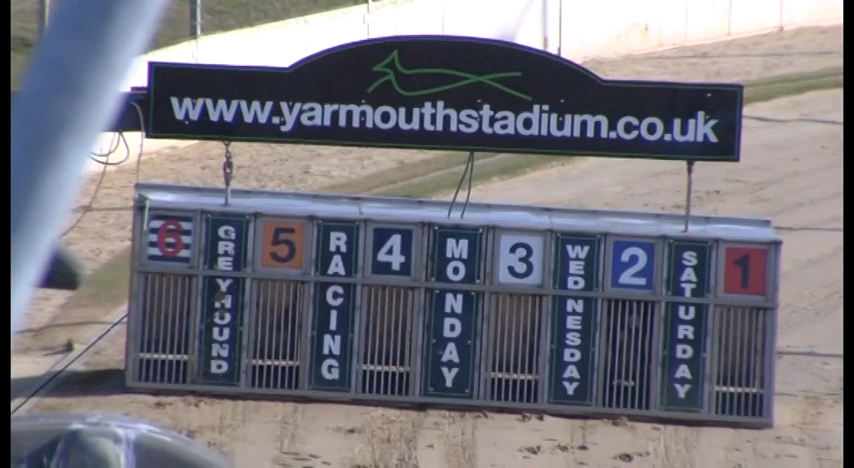 www.yarmouthstadium.co.uk
6
GREYHOUND
5
RACING
4
MONDAY
3
WEDNESDAY
2
SATURDAY
1